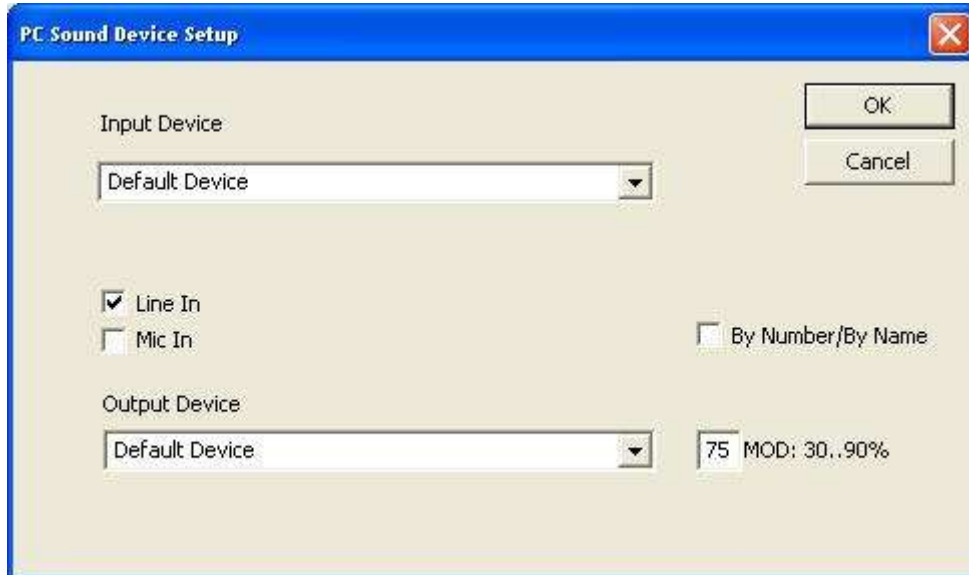 PC Sound Device Setup
Input Device
OK
Default Device
Cancel
Line In
Mic In
By Number/By Name
Output Device
Default Device
75 MOD: 30..90%